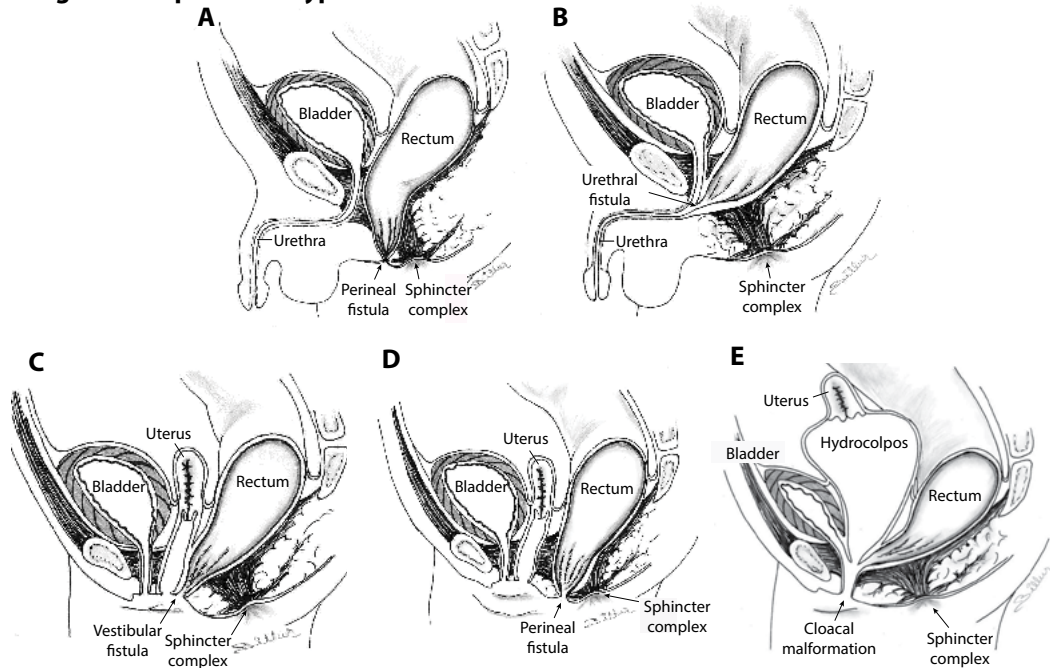 A
B
Bladder
Rectum
Urethra
Perineal
fistula
Sphincter
complex
Bladder
Rectum
Urethral
fistula
Urethra
Sphincter
complex
C
D
E
Uterus
Bladder
Rectum
Vestibular
fistula
Sphincter
complex
Uterus
Bladder
Rectum
Perineal
fistula
Sphincter
complex
Uterus
Hydrocolpos
Bladder
Rectum
Cloacal
malformation
Sphincter
complex